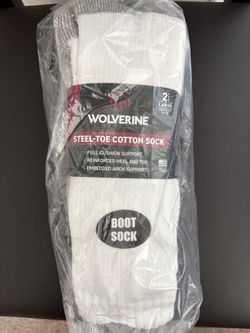 2
LARGE
WOLVERINE
STEEL-TOE COTTON SOCK
• FULL CUSHION SUPPORT
• REINFORCED HEEL AND TOE
• EMBEDDED ARCH SUPPORT
BOOT
SOCK